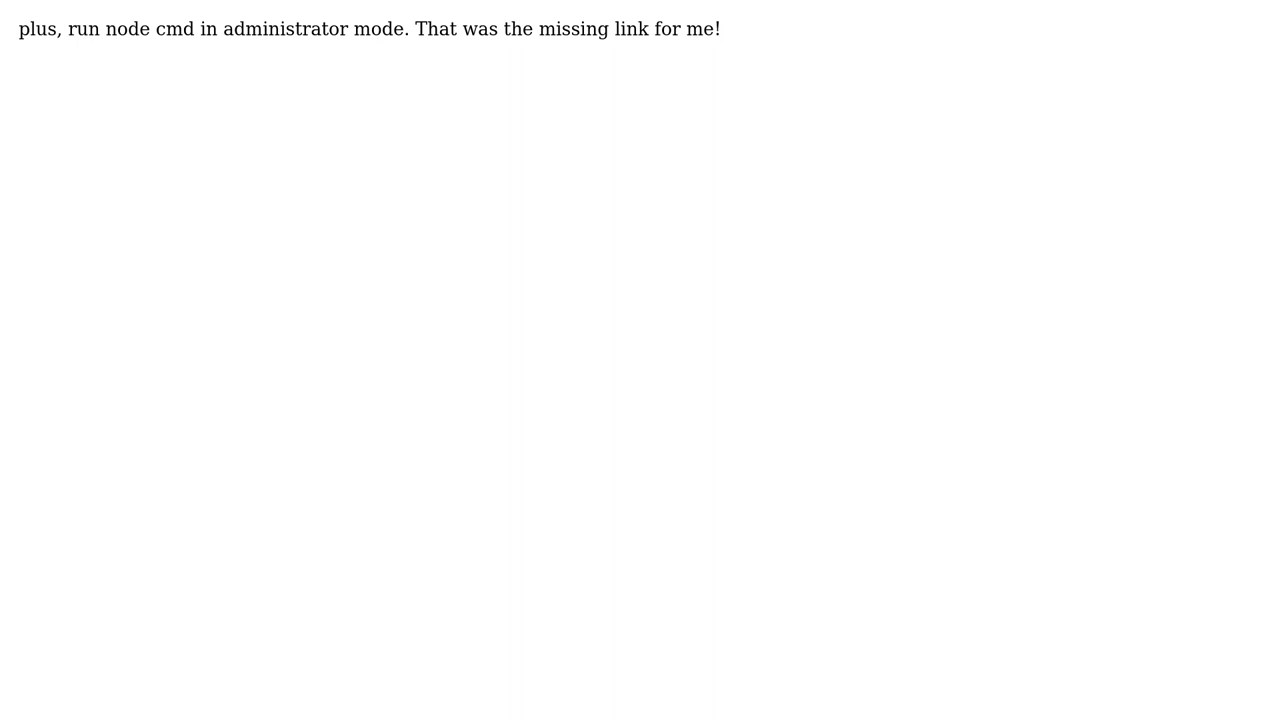 plus, run node cmd in administrator mode. That was the missing link for me!